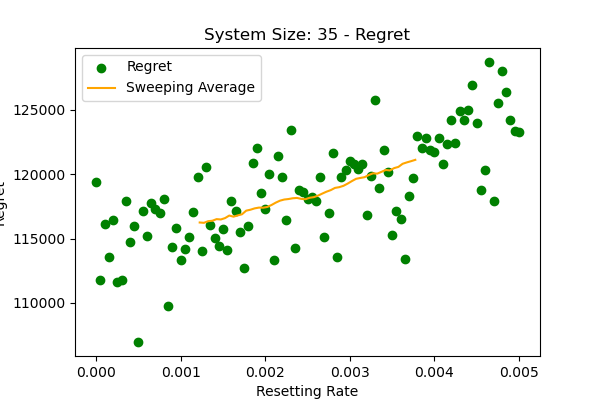 System Size: 35 - Regret
Regret
Sweeping Average
125000
120000
115000
110000
Regret
0.000 0.001 0.002 0.003 0.004 0.005
Resetting Rate